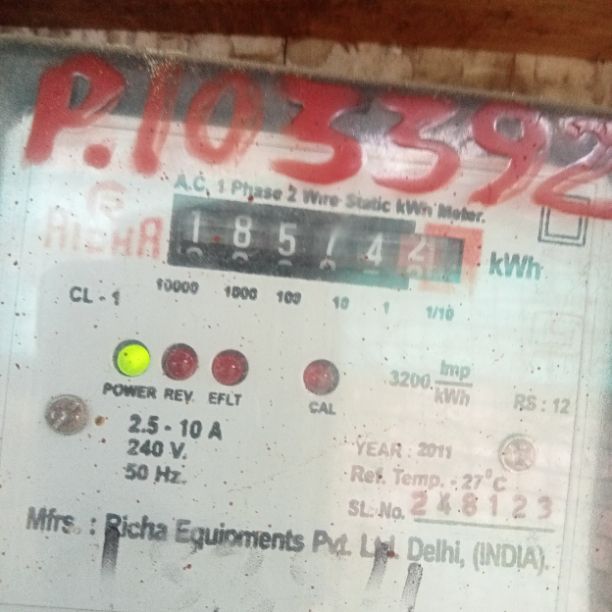 P.103392
A.C. 1 Phase 2 Wire Static kWh Meter.
RICHA
1 8 5 7 4 2 kWh
CL - 1 10000 1000 100 10 1 1/10
POWER REV. EFLT CAL
3200 Imp/kWh
RS : 12
2.5 - 10 A
240 V.
50 Hz.
YEAR : 2011
Ref. Temp. - 27°C
SL. No. 248123
Mfrs. : Richa Equipments Pvt. Ltd. Delhi, (INDIA).